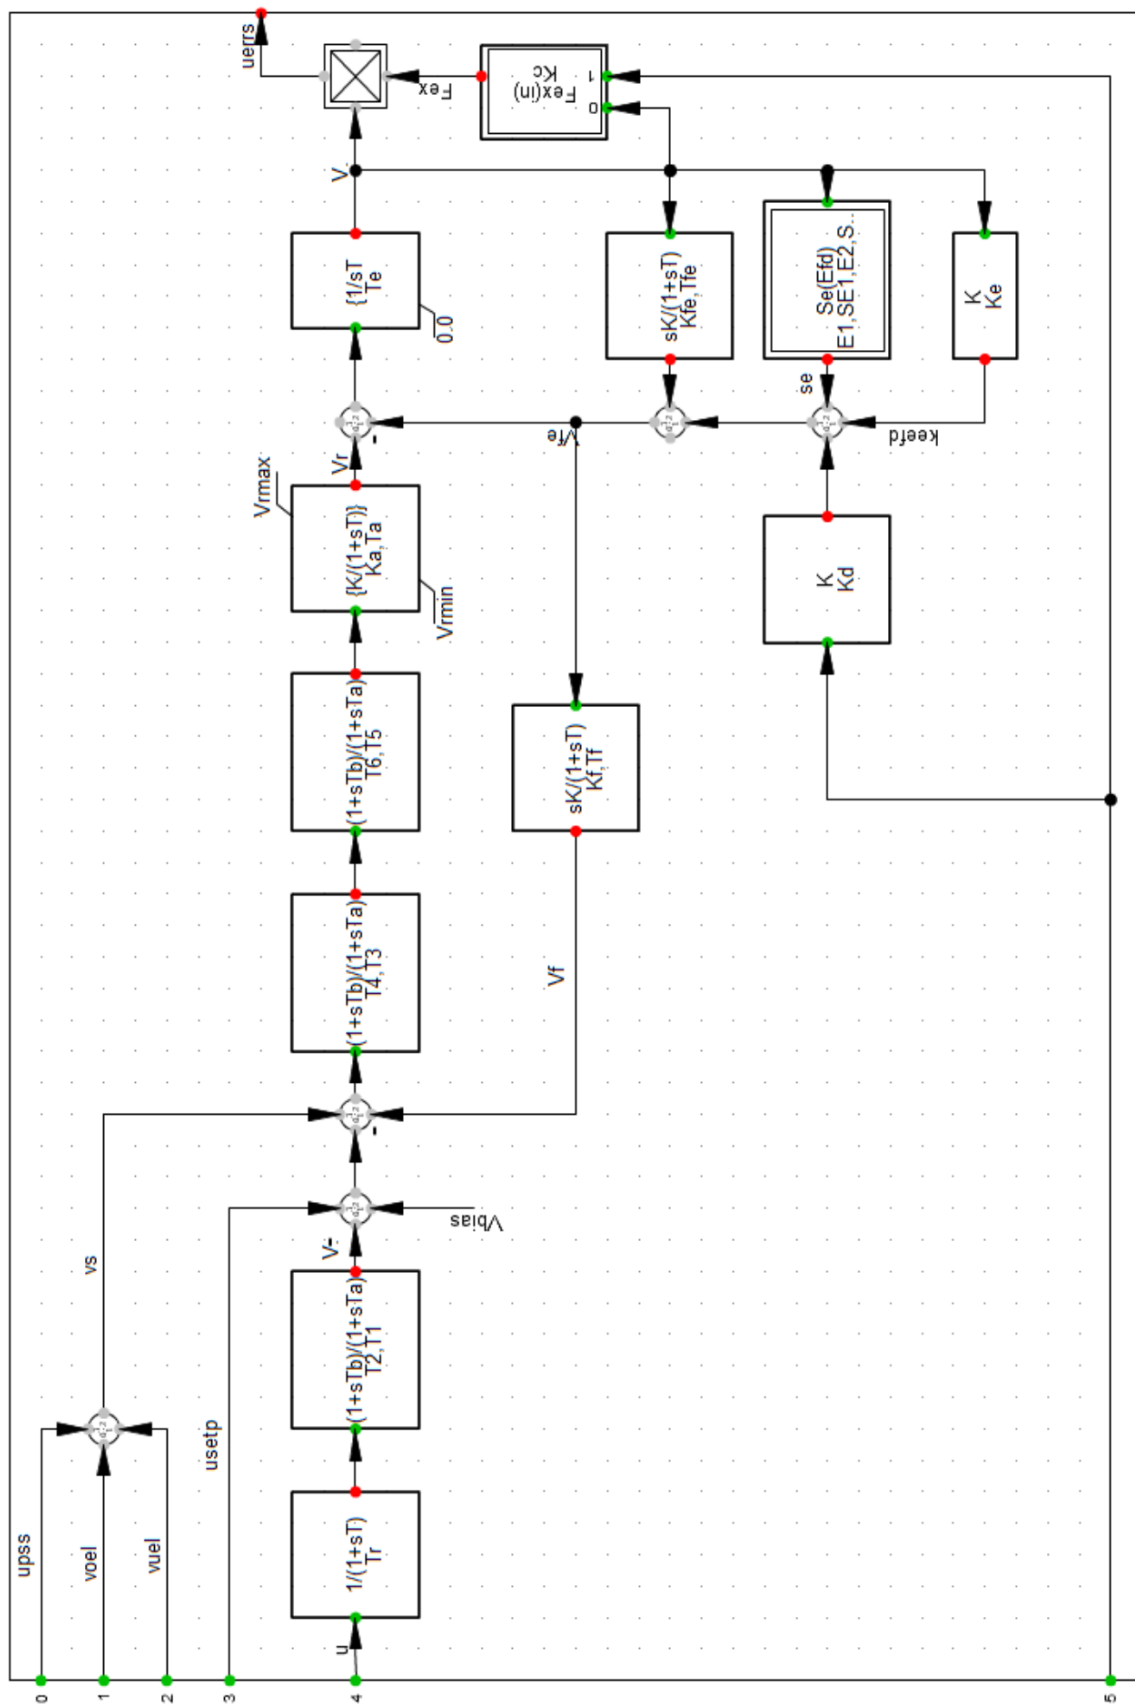 0
upss
1
voel
2
vuel
vs
3
usetp
4
u
1/(1+sT)
Tr
(1+sTb)/(1+sTa)
T2,T1
V
-
Vbias
-
(1+sTb)/(1+sTa)
T4,T3
(1+sTb)/(1+sTa)
T6,T5
{K/(1+sT)}
Ka,Ta
Vrmax
Vrmin
Vr
-
{1/sT
Te
0.0
V
uerrs
Fex
Fex(in)
Kc
0
1
sK/(1+sT)
Kf,Tf
Vf
Vfe
sK/(1+sT)
Kfe,Tfe
Se(Efd)
E1,SE1,E2,S..
se
K
Ke
keefd
K
Kd
5